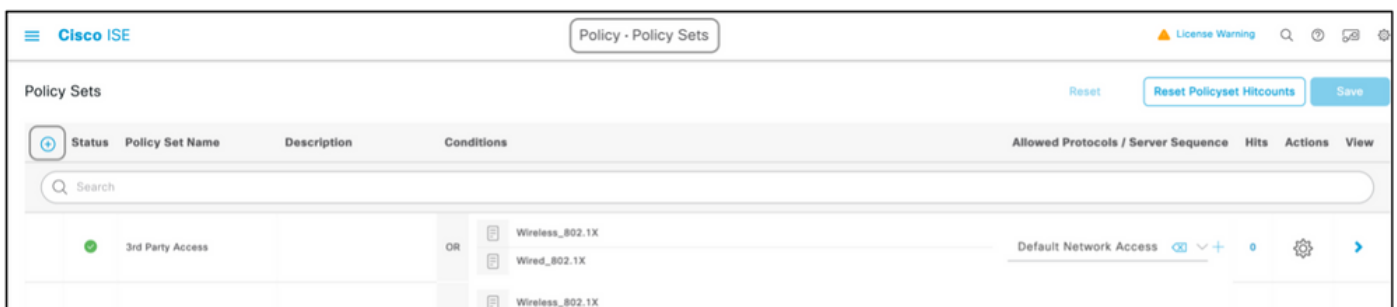 Cisco ISE Policy · Policy Sets License Warning
Policy Sets Reset Reset Policyset Hitcounts Save
Status Policy Set Name Description Conditions Allowed Protocols / Server Sequence Hits Actions View
Search
Wireless_802.1X
3rd Party Access OR Default Network Access 0
Wired_802.1X
Wireless_802.1X